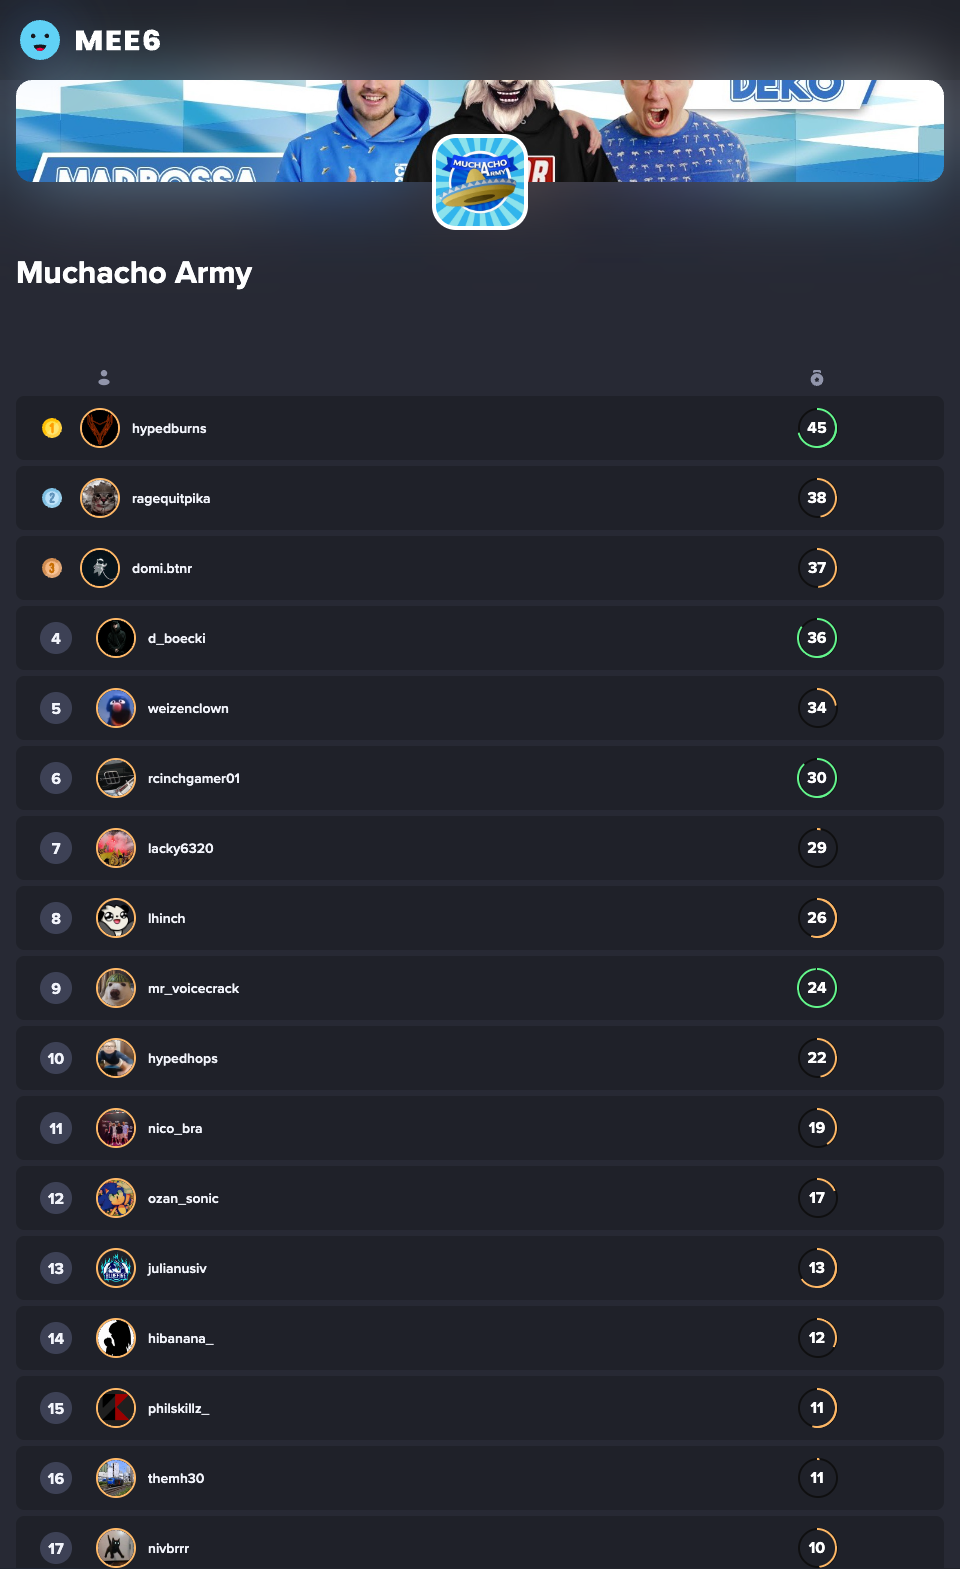 MEE6
DEKO
MADROSSA
MUCHACHO
ARMY
Muchacho Army
1 hypedburns 45
2 ragequitpika 38
3 domi.btnr 37
4 d_boecki 36
5 weizenclown 34
6 rcinchgamer01 30
7 lacky6320 29
8 lhinch 26
9 mr_voicecrack 24
10 hypedhops 22
11 nico_bra 19
12 ozan_sonic 17
13 julianusiv 13
14 hibanana_ 12
15 philskillz_ 11
16 themh30 11
17 nivbrrr 10